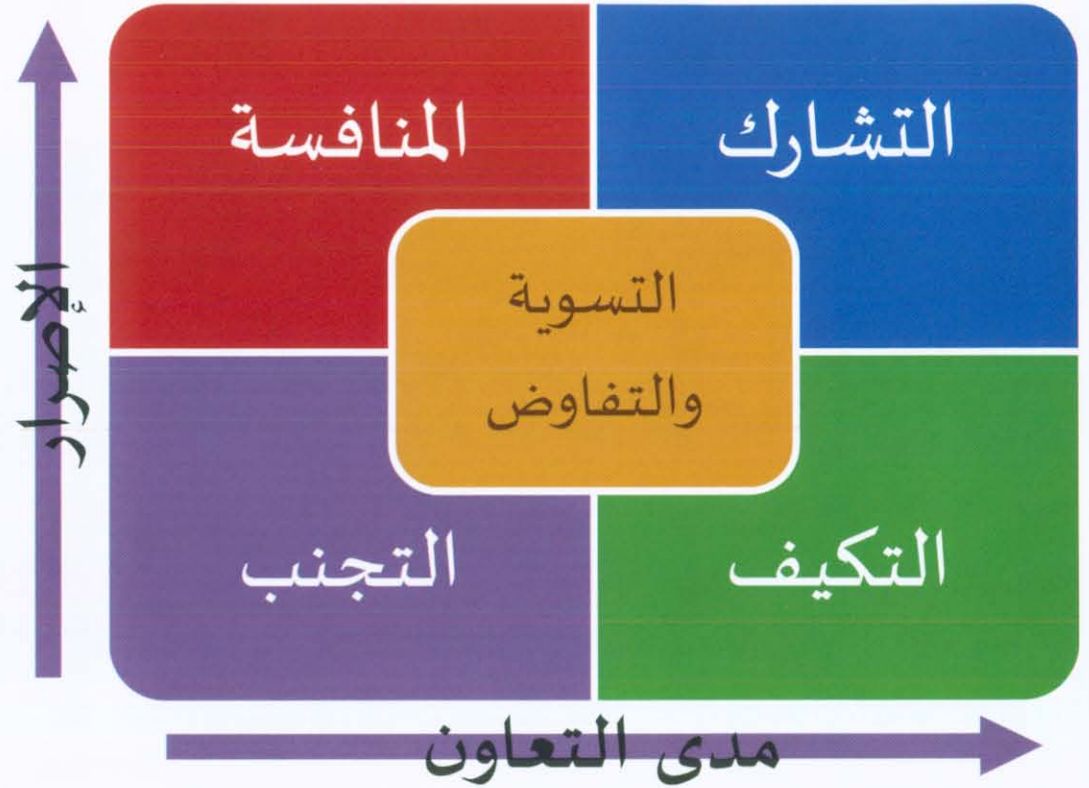 التشارك
المنافسة
التسوية
والتفاوض
التكيف
التجنب
الإصرار
مدى التعاون